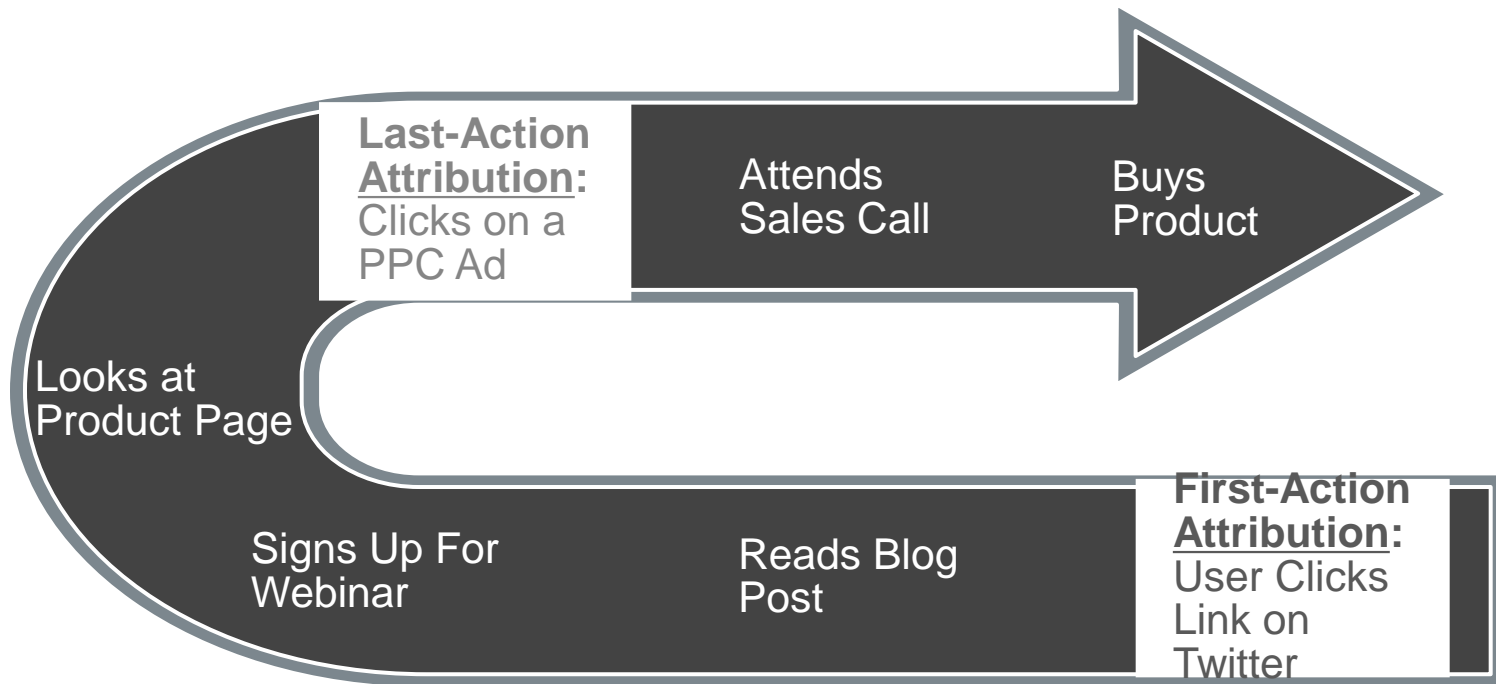 Last-Action
Attribution:
Clicks on a
PPC Ad
Attends
Sales Call
Buys
Product
Looks at
Product Page
Signs Up For
Webinar
Reads Blog
Post
First-Action
Attribution:
User Clicks
Link on
Twitter